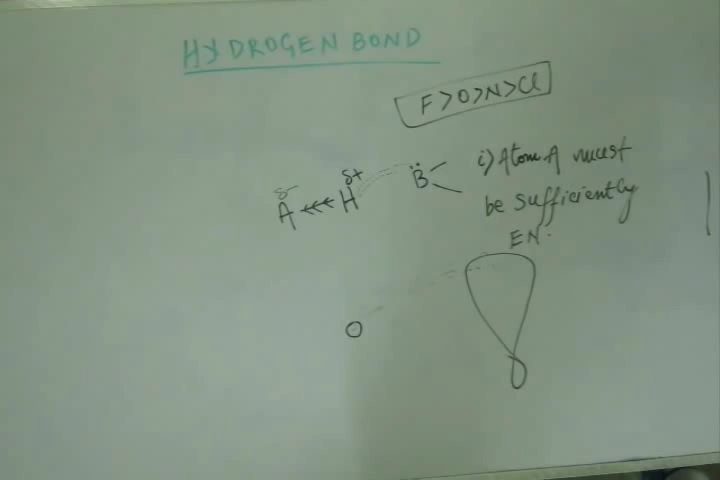 HYDROGEN BOND
F>O>N>Cl
δ- A δ+ H :B
i) Atom A must
be sufficiently
EN.